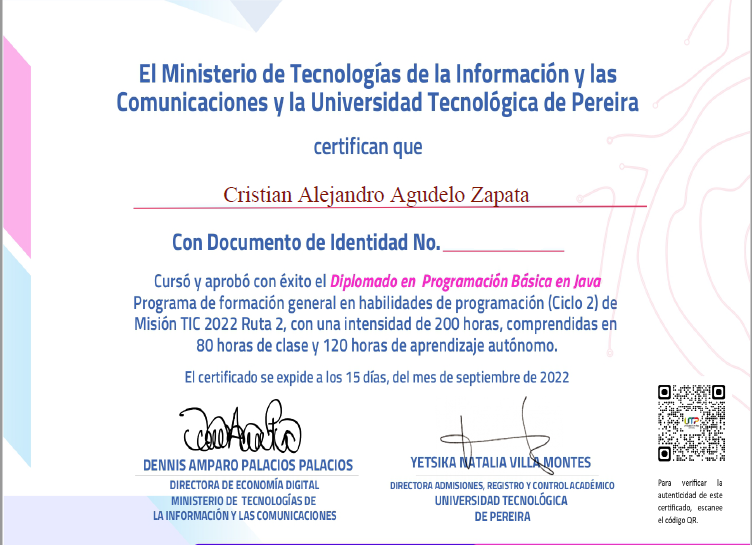 El Ministerio de Tecnologías de la Información y las
Comunicaciones y la Universidad Tecnológica de Pereira
certifican que
Cristian Alejandro Agudelo Zapata
Con Documento de Identidad No.
Cursó y aprobó con éxito el Diplomado en Programación Básica en Java
Programa de formación general en habilidades de programación (Ciclo 2) de
Misión TIC 2022 Ruta 2, con una intensidad de 200 horas, comprendidas en
80 horas de clase y 120 horas de aprendizaje autónomo.
El certificado se expide a los 15 días, del mes de septiembre de 2022
DENNIS AMPARO PALACIOS PALACIOS
DIRECTORA DE ECONOMÍA DIGITAL
MINISTERIO DE TECNOLOGÍAS DE
LA INFORMACIÓN Y LAS COMUNICACIONES
YETSIKA NATALIA VILLA MONTES
DIRECTORA ADMISIONES, REGISTRO Y CONTROL ACADÉMICO
UNIVERSIDAD TECNOLÓGICA
DE PEREIRA
UTP
Para verificar la
autenticidad de este
certificado, escanee
el código QR.